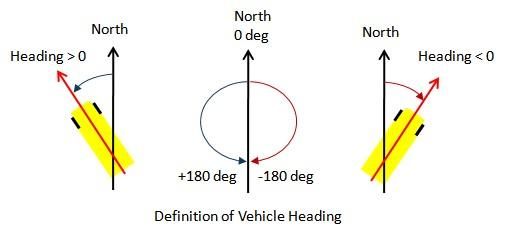 North
Heading > 0
North
0 deg
+180 deg
-180 deg
North
Heading < 0
Definition of Vehicle Heading